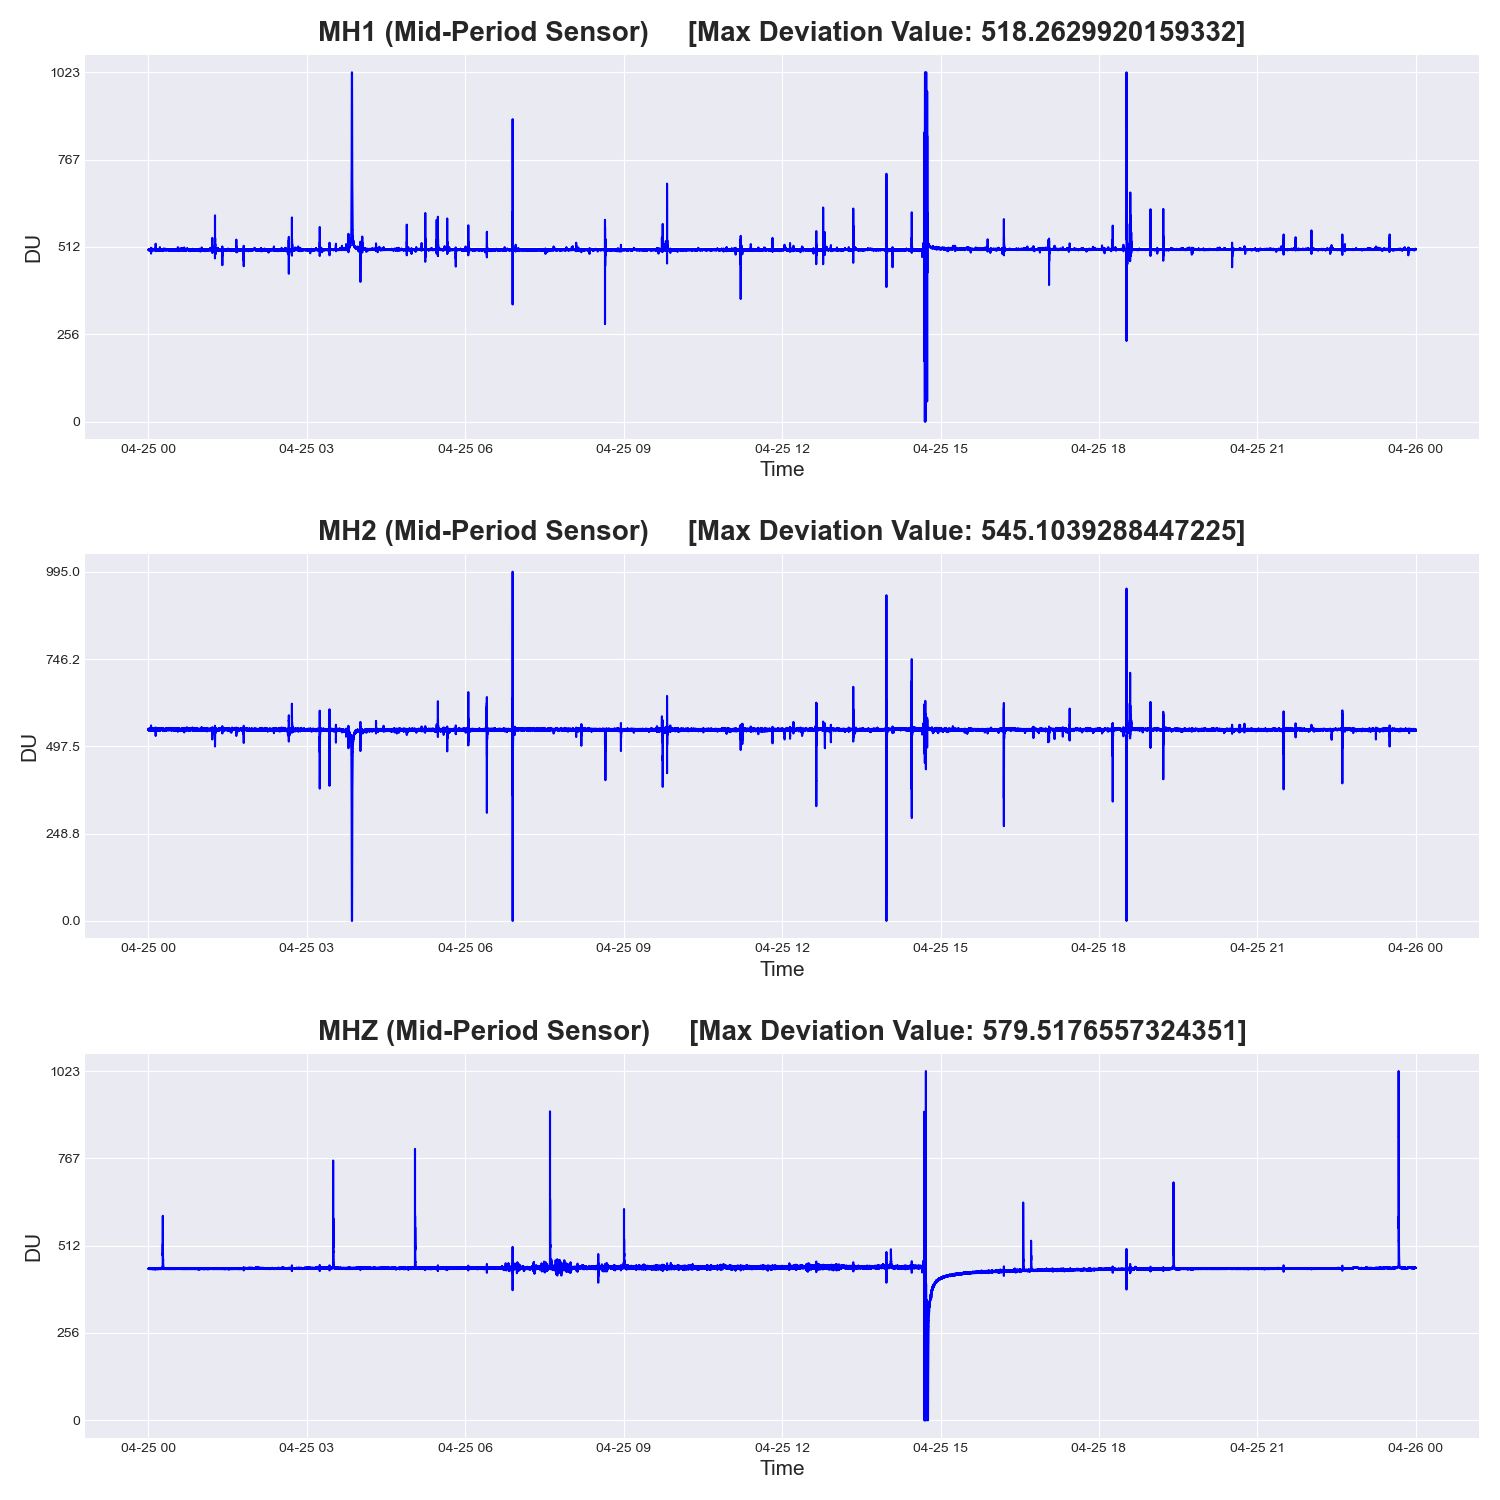 MH1 (Mid-Period Sensor) [Max Deviation Value: 518.2629920159332]
1023
767
512
256
0
DU
04-25 00 04-25 03 04-25 06 04-25 09 04-25 12 04-25 15 04-25 18 04-25 21 04-26 00
Time
MH2 (Mid-Period Sensor) [Max Deviation Value: 545.1039288447225]
995.0
746.2
497.5
248.8
0.0
DU
04-25 00 04-25 03 04-25 06 04-25 09 04-25 12 04-25 15 04-25 18 04-25 21 04-26 00
Time
MHZ (Mid-Period Sensor) [Max Deviation Value: 579.5176557324351]
1023
767
512
256
0
DU
04-25 00 04-25 03 04-25 06 04-25 09 04-25 12 04-25 15 04-25 18 04-25 21 04-26 00
Time